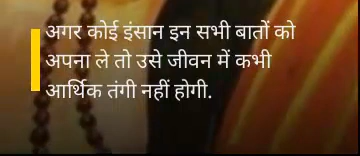 अगर कोई इंसान इन सभी बातों को
अपना ले तो उसे जीवन में कभी
आर्थिक तंगी नहीं होगी.